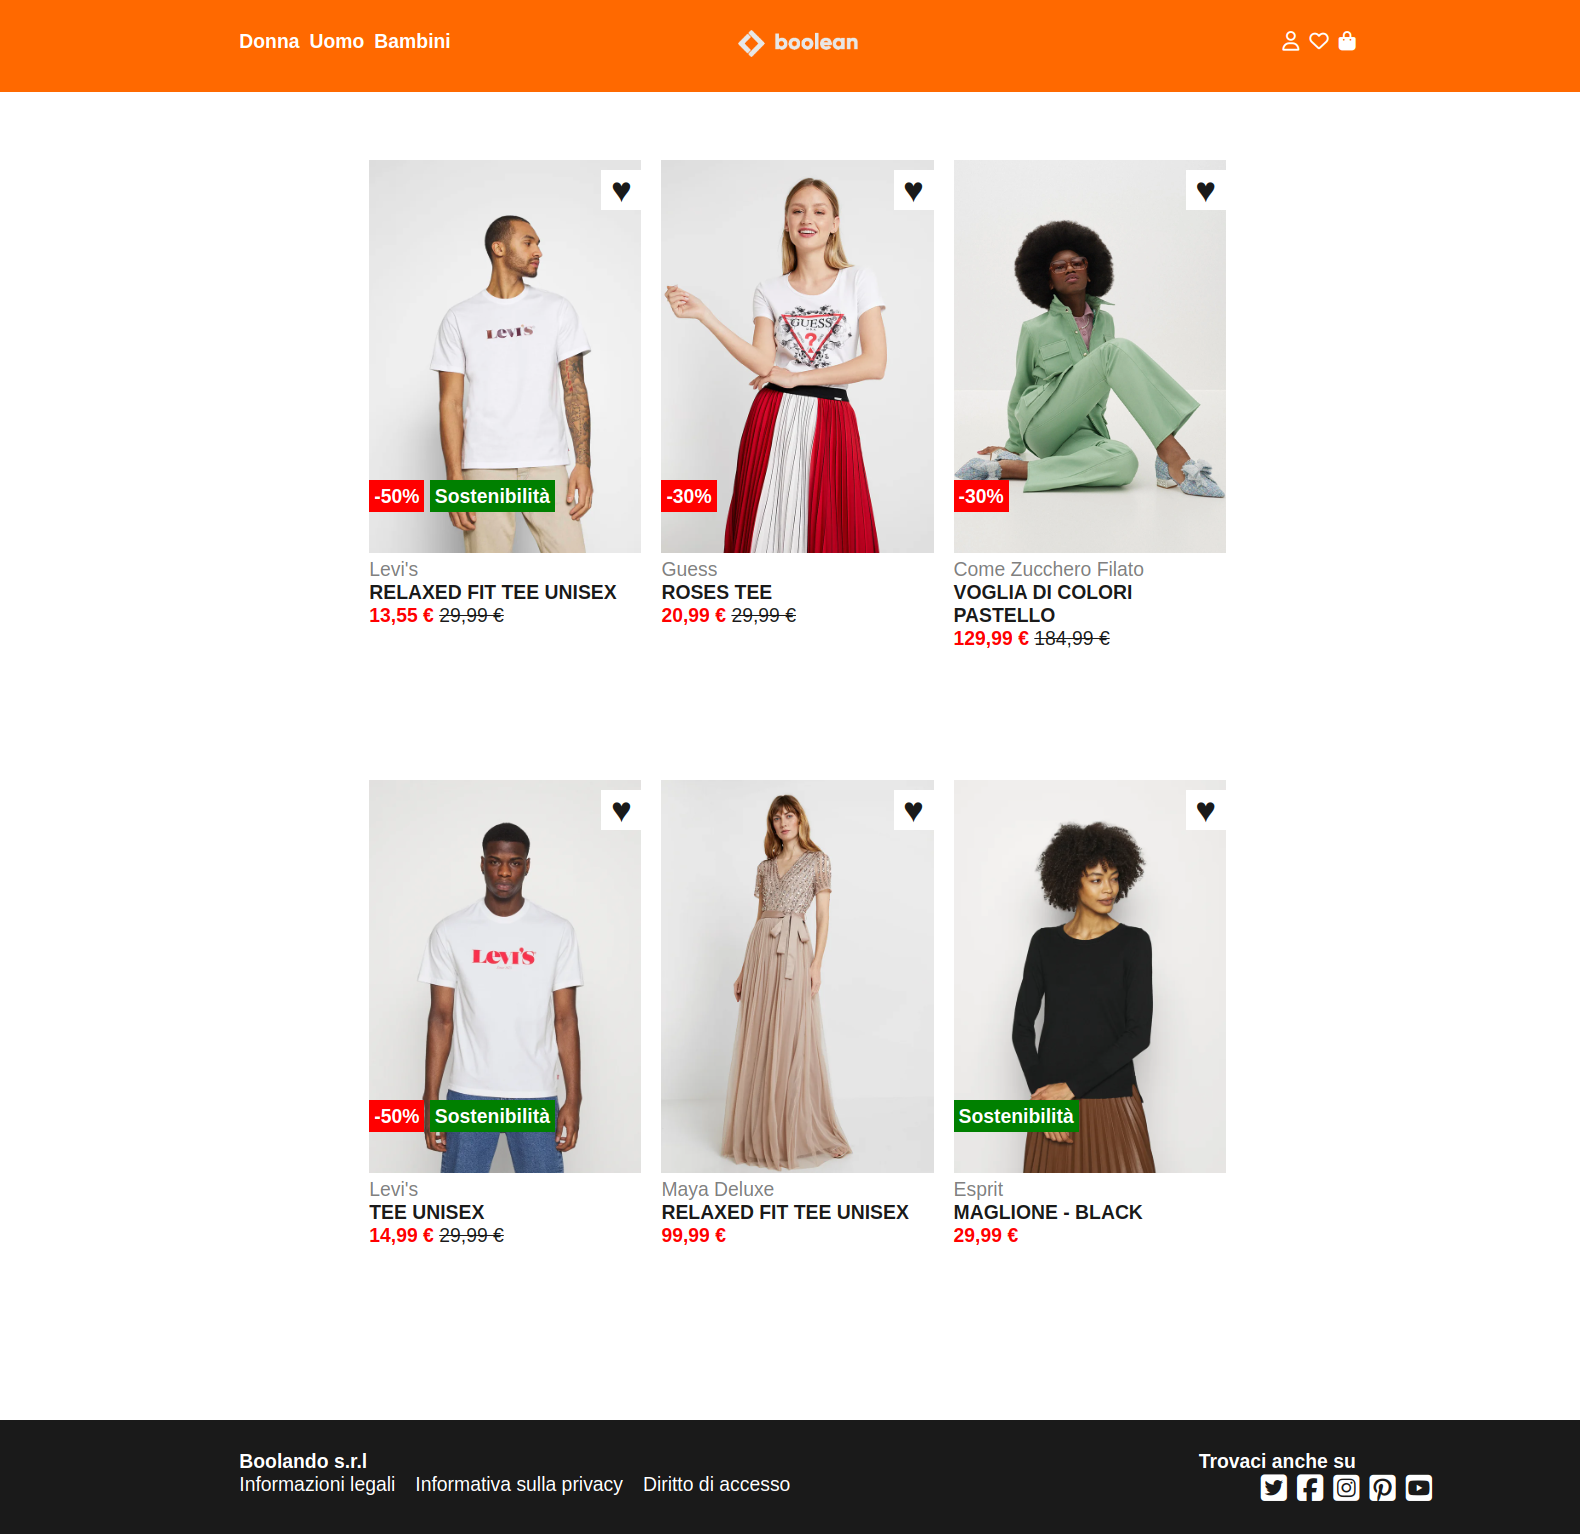 Donna Uomo Bambini
boolean
Levi's
GUESS
?
-50% Sostenibilità
-30%
-30%
Levi's
RELAXED FIT TEE UNISEX
13,55 € 29,99 €
Guess
ROSES TEE
20,99 € 29,99 €
Come Zucchero Filato
VOGLIA DI COLORI
PASTELLO
129,99 € 184,99 €
Levi's
-50% Sostenibilità
Sostenibilità
Levi's
TEE UNISEX
14,99 € 29,99 €
Maya Deluxe
RELAXED FIT TEE UNISEX
99,99 €
Esprit
MAGLIONE - BLACK
29,99 €
Boolando s.r.l
Informazioni legali Informativa sulla privacy Diritto di accesso
Trovaci anche su